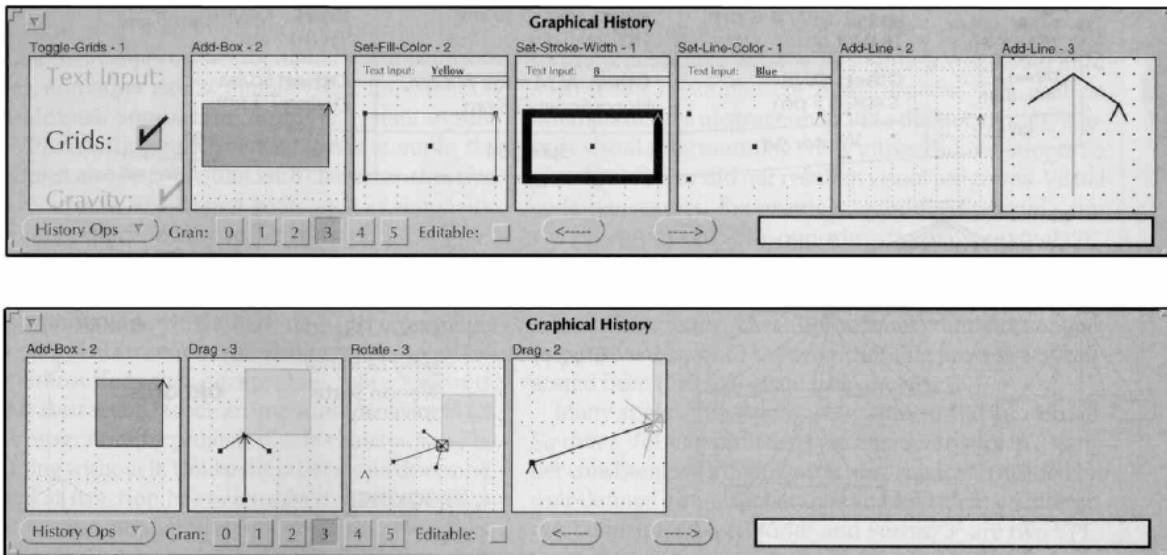 Graphical History
Toggle-Grids - 1 Add-Box - 2 Set-Fill-Color - 2 Set-Stroke-Width - 1 Set-Line-Color - 1 Add-Line - 2 Add-Line - 3
Text Input:
Grids:
Gravity:
Text Input: Yellow
Text Input: 8
Text Input: Blue
History Ops Gran: 0 1 2 3 4 5 Editable: <----- ---->
Graphical History
Add-Box - 2 Drag - 3 Rotate - 3 Drag - 2
History Ops Gran: 0 1 2 3 4 5 Editable: <----- ---->